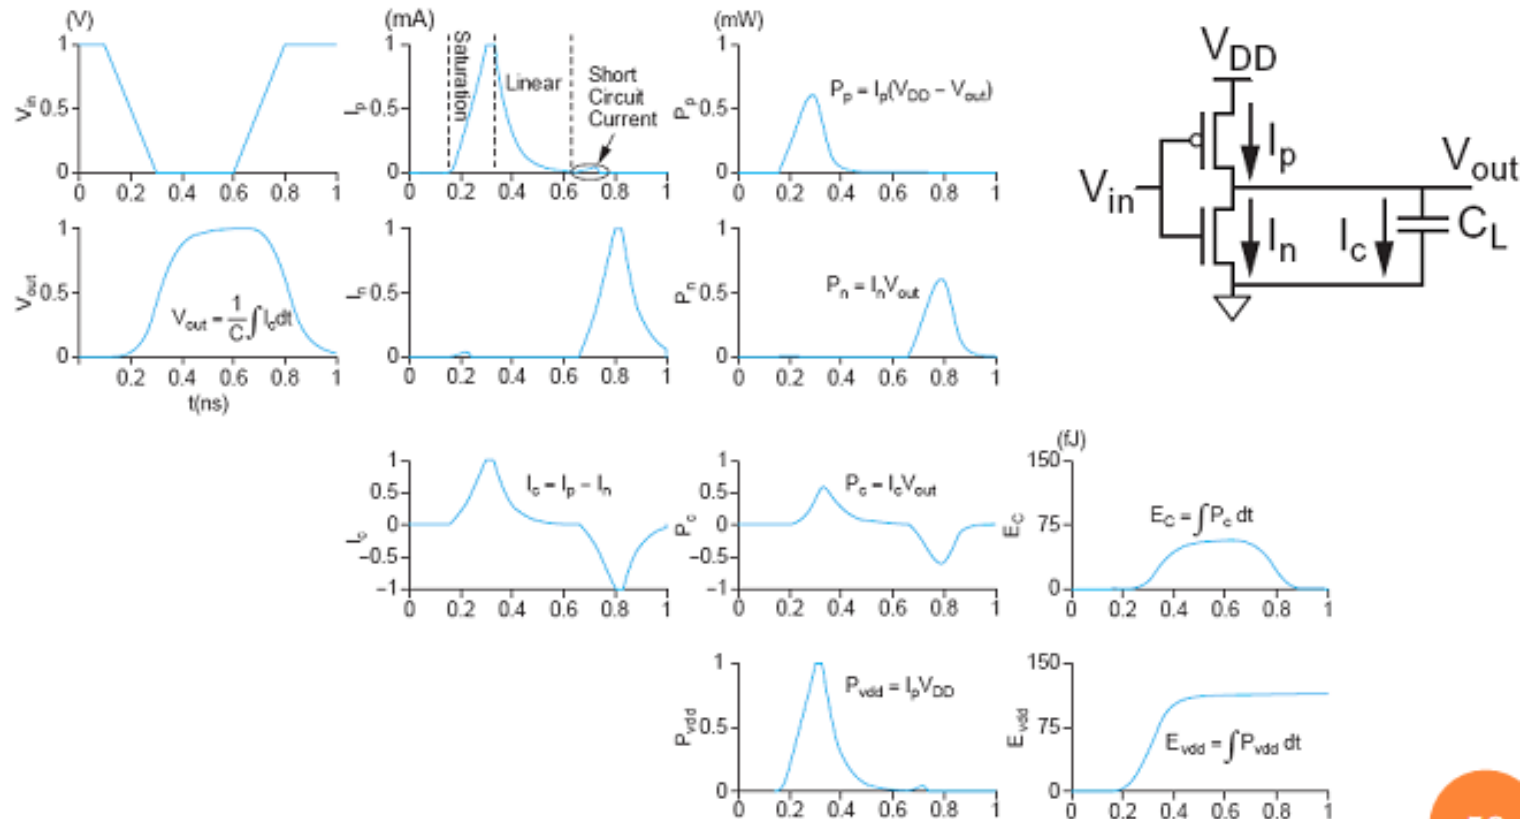 (V)
1
0.5
0
V_in
0 0.2 0.4 0.6 0.8 1
(mA)
1
0.5
0
I_p
Saturation
Linear
Short
Circuit
Current
0 0.2 0.4 0.6 0.8 1
(mW)
1
0.5
0
P_p
P_p = I_p(V_DD − V_out)
0 0.2 0.4 0.6 0.8 1
V_DD
I_p
V_in
V_out
I_n
I_c
C_L
1
0.5
0
V_out
V_out = 1/C ∫ I_c dt
0.2 0.4 0.6 0.8 1
t(ns)
1
0.5
0
I_n
0 0.2 0.4 0.6 0.8 1
1
0.5
0
P_n
P_n = I_n V_out
0 0.2 0.4 0.6 0.8 1
1
0.5
0
−0.5
−1
I_c
I_c = I_p − I_n
0 0.2 0.4 0.6 0.8 1
1
0.5
0
−0.5
−1
P_c
P_c = I_c V_out
0 0.2 0.4 0.6 0.8 1
(fJ)
150
75
0
E_C
E_C = ∫ P_c dt
0 0.2 0.4 0.6 0.8 1
1
0.5
0
P_vdd
P_vdd = I_p V_DD
0 0.2 0.4 0.6 0.8 1
150
75
0
E_vdd
E_vdd = ∫ P_vdd dt
0 0.2 0.4 0.6 0.8 1